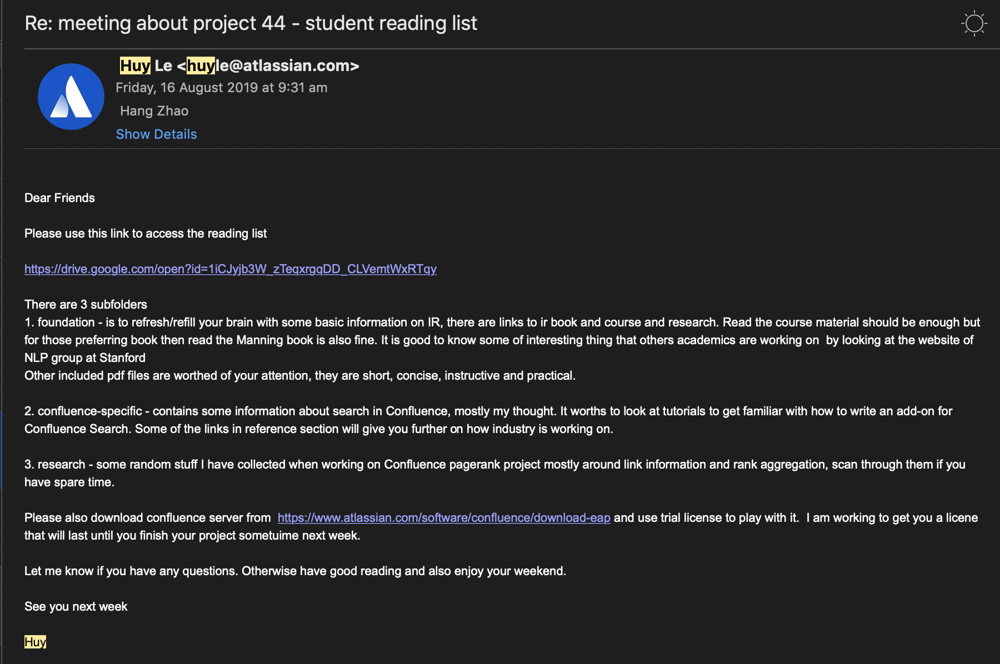 Re: meeting about project 44 - student reading list
Huy Le <huyle@atlassian.com>
Friday, 16 August 2019 at 9:31 am
Hang Zhao
Show Details
Dear Friends
Please use this link to access the reading list
https://drive.google.com/open?id=1iCJyjb3W_zTeqxrgqDD_CLVemtWxRTqy
There are 3 subfolders
1. foundation - is to refresh/refill your brain with some basic information on IR, there are links to ir book and course and research. Read the course material should be enough but
for those preferring book then read the Manning book is also fine. It is good to know some of interesting thing that others academics are working on  by looking at the website of
NLP group at Stanford
Other included pdf files are worthed of your attention, they are short, concise, instructive and practical.
2. confluence-specific - contains some information about search in Confluence, mostly my thought. It worths to look at tutorials to get familiar with how to write an add-on for
Confluence Search. Some of the links in reference section will give you further on how industry is working on.
3. research - some random stuff I have collected when working on Confluence pagerank project mostly around link information and rank aggregation, scan through them if you
have spare time.
Please also download confluence server from  https://www.atlassian.com/software/confluence/download-eap and use trial license to play with it.  I am working to get you a licene
that will last until you finish your project sometuime next week.
Let me know if you have any questions. Otherwise have good reading and also enjoy your weekend.
See you next week
Huy